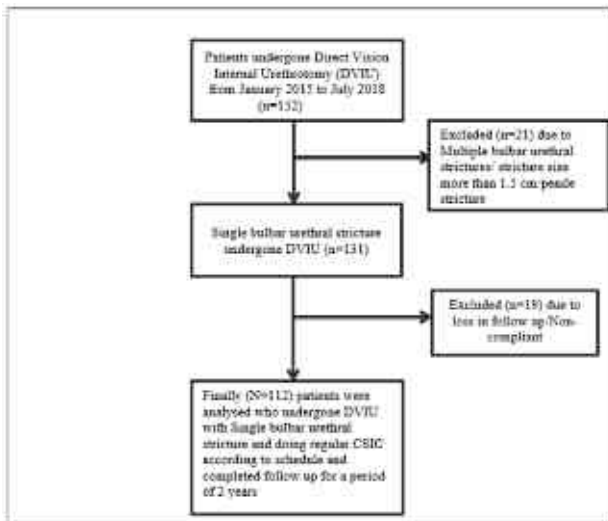 Patients undergone Direct Vision
Internal Urethrotomy (DVIU)
from January 2015 to July 2018
(n=152)
Excluded (n=21) due to
Multiple bulbar urethral
strictures/ stricture size
more than 1.5 cm/penile
stricture
Single bulbar urethral stricture
undergone DVIU (n=131)
Excluded (n=19) due to
loss in follow up/Non-
compliant
Finally (N=112) patients were
analysed who undergone DVIU
with Single bulbar urethral
stricture and doing regular CSIC
according to schedule and
completed follow up for a period
of 2 years